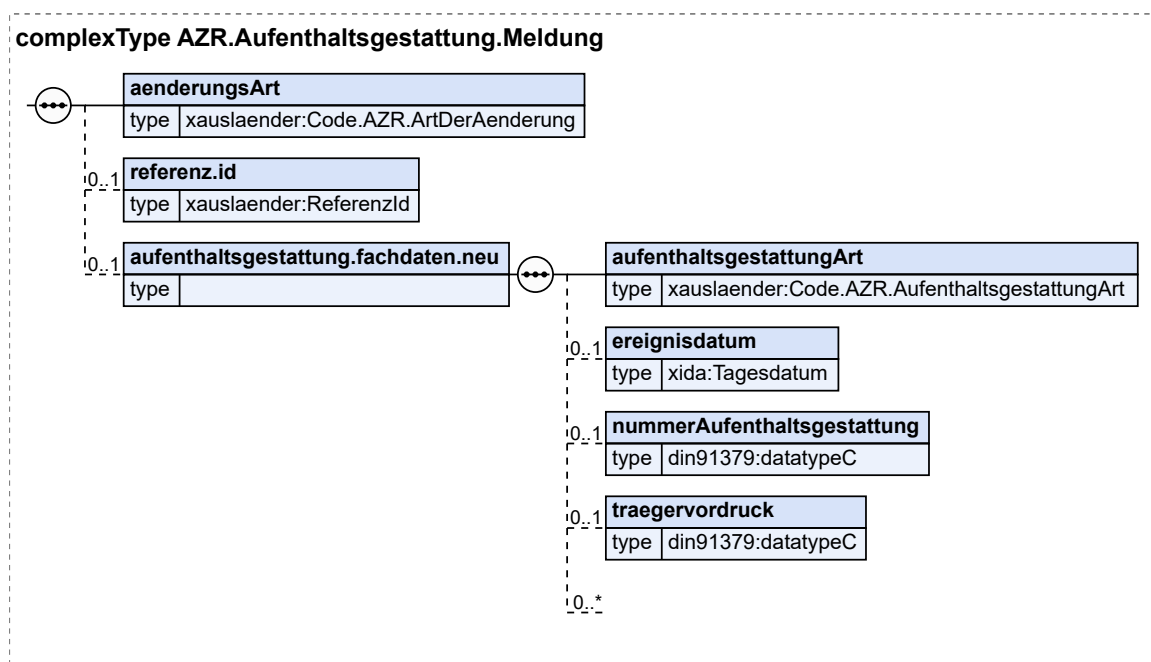 complexType AZR.Aufenthaltsgestattung.Meldung
aenderungsArt
type xauslaender:Code.AZR.ArtDerAenderung
0..1 referenz.id
type xauslaender:ReferenzId
0..1 aufenthaltsgestattung.fachdaten.neu
type
aufenthaltsgestattungArt
type xauslaender:Code.AZR.AufenthaltsgestattungArt
0..1 ereignisdatum
type xida:Tagesdatum
0..1 nummerAufenthaltsgestattung
type din91379:datatypeC
0..1 traegervordruck
type din91379:datatypeC
0..*